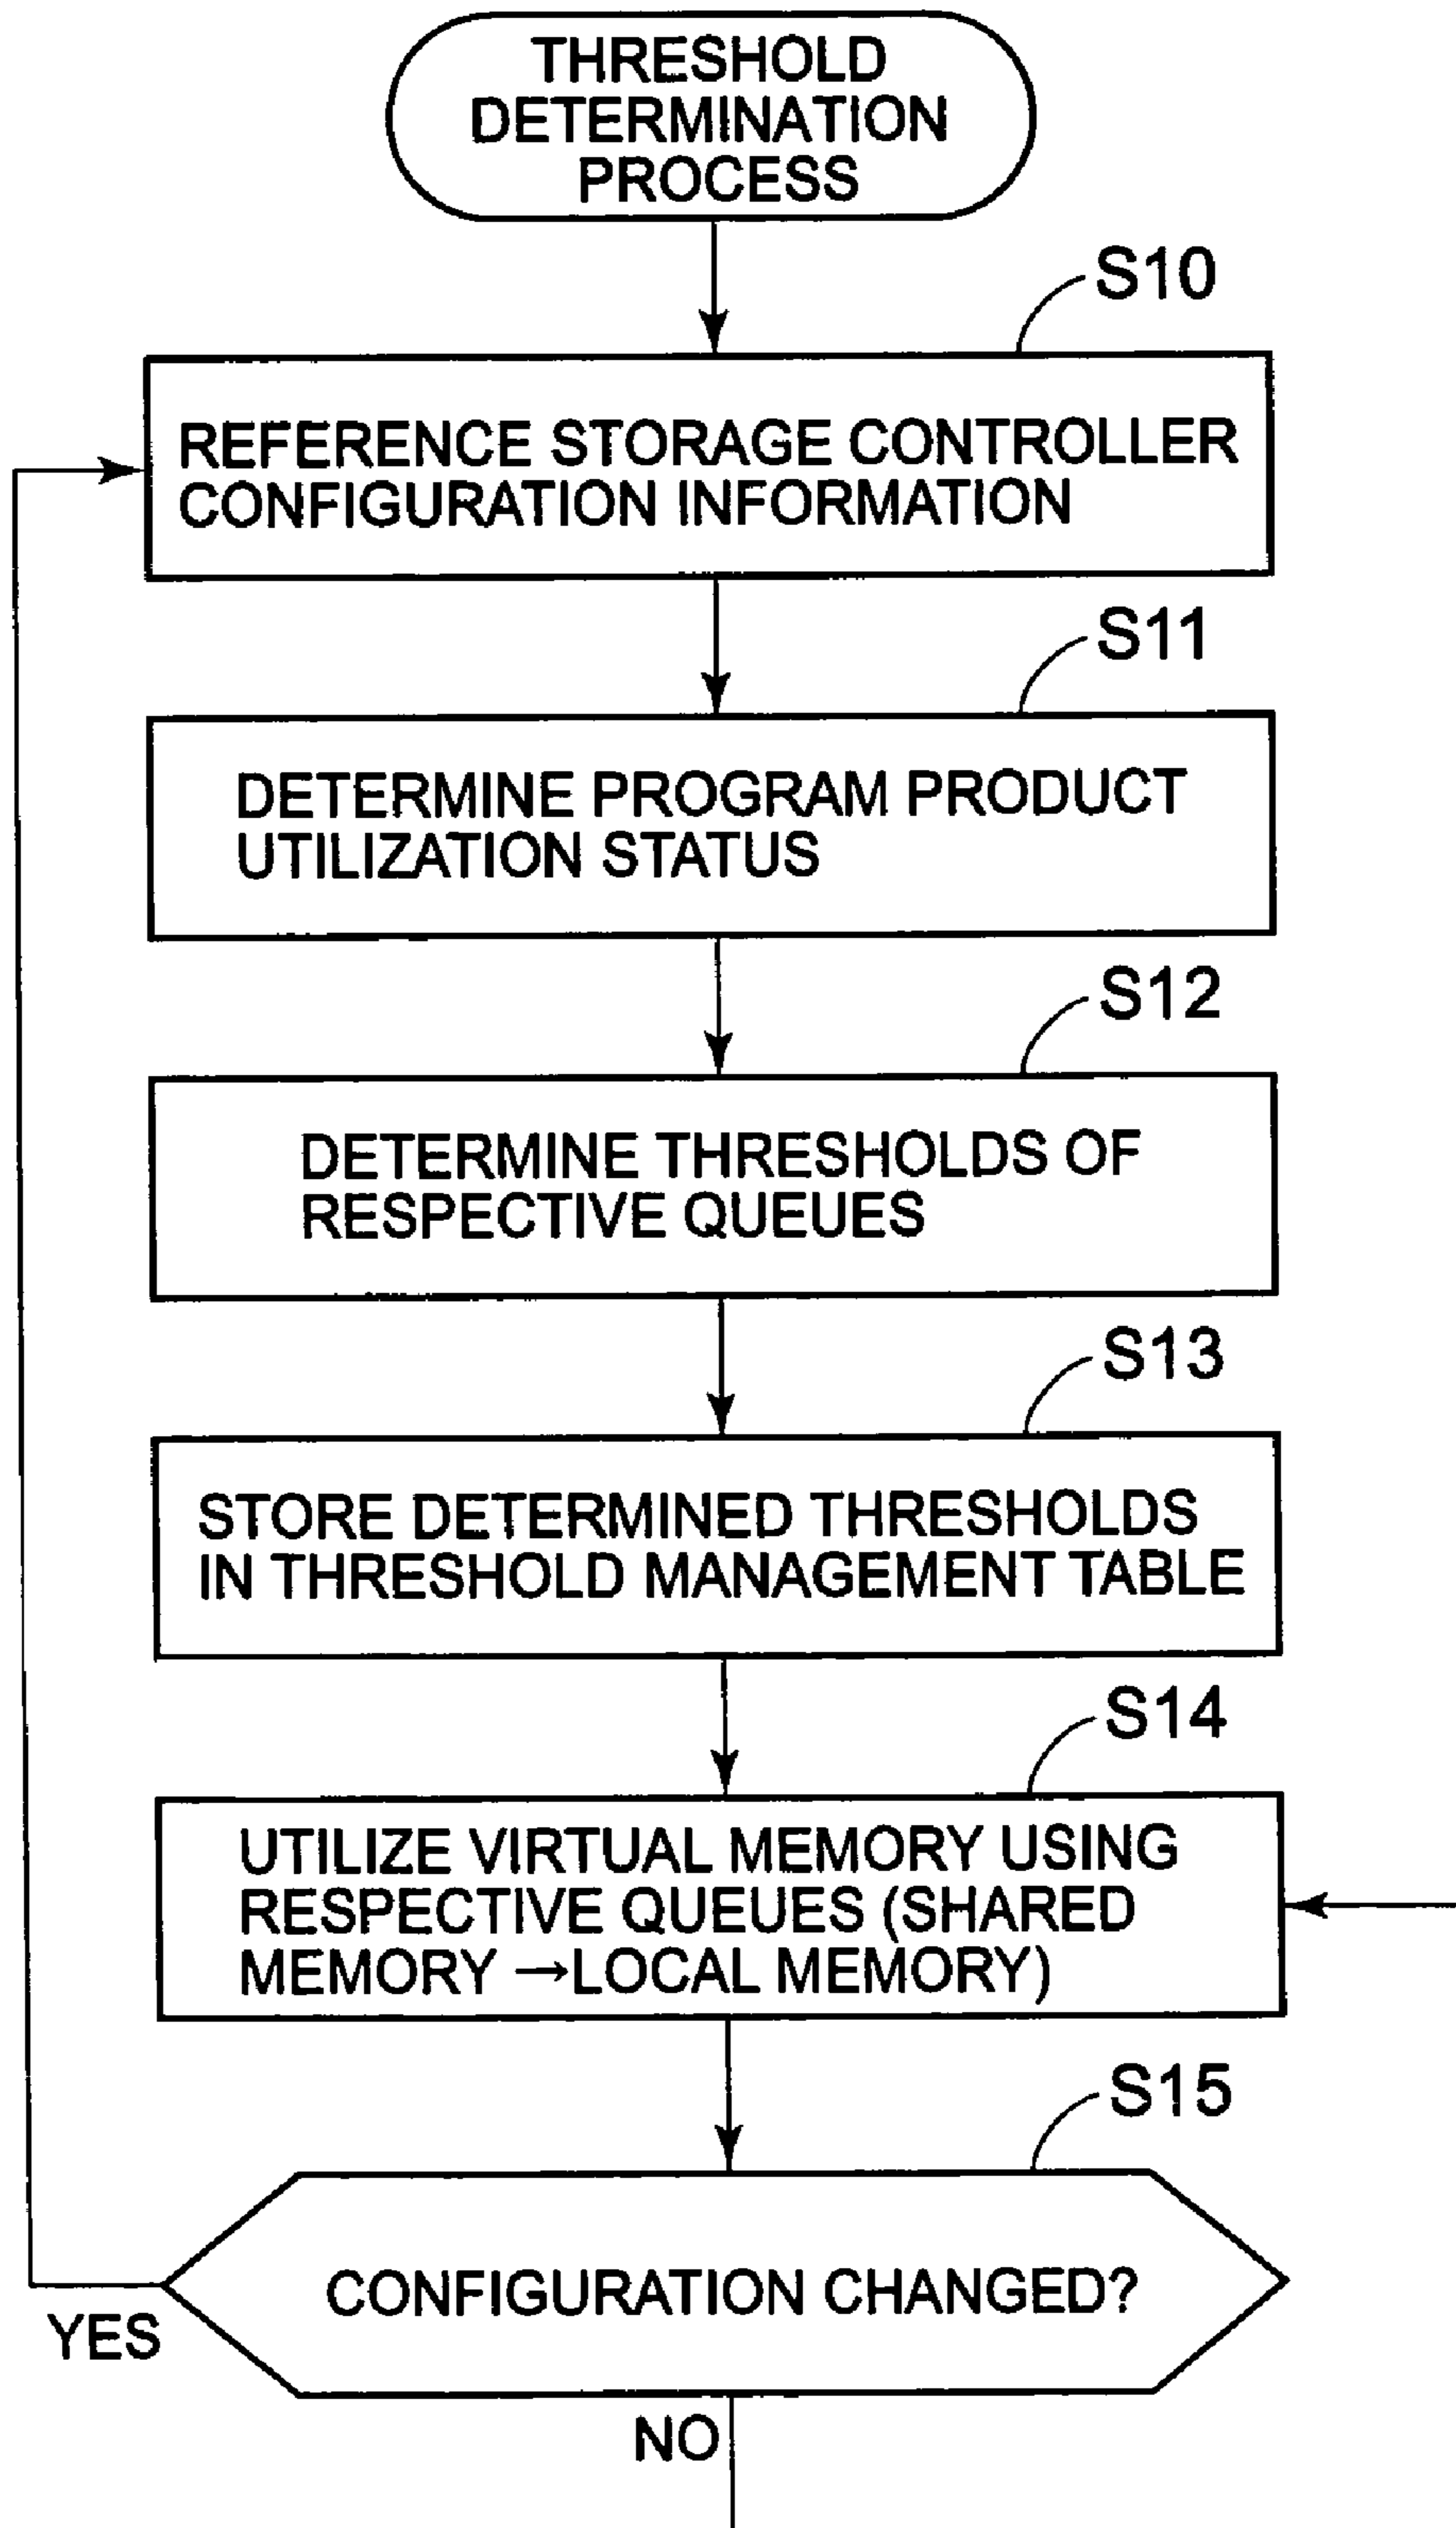 THRESHOLD
DETERMINATION
PROCESS
S10
REFERENCE STORAGE CONTROLLER
CONFIGURATION INFORMATION
S11
DETERMINE PROGRAM PRODUCT
UTILIZATION STATUS
S12
DETERMINE THRESHOLDS OF
RESPECTIVE QUEUES
S13
STORE DETERMINED THRESHOLDS
IN THRESHOLD MANAGEMENT TABLE
S14
UTILIZE VIRTUAL MEMORY USING
RESPECTIVE QUEUES (SHARED
MEMORY →LOCAL MEMORY)
S15
CONFIGURATION CHANGED?
YES
NO